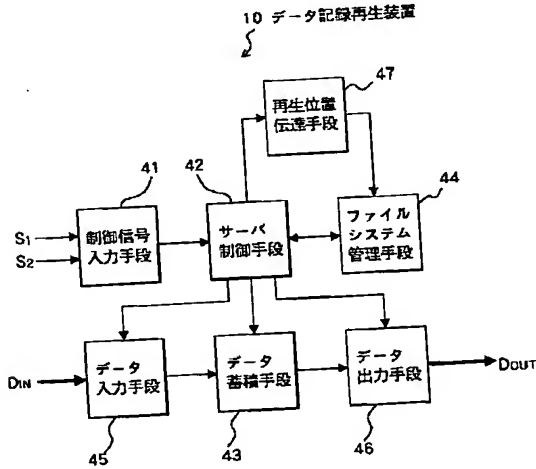 10 データ記録再生装置
47
再生位置
伝達手段
41
42
44
S1
S2
制御信号
入力手段
サーバ
制御手段
ファイル
システム
管理手段
DIN
データ
入力手段
データ
蓄積手段
データ
出力手段
DOUT
45
43
46